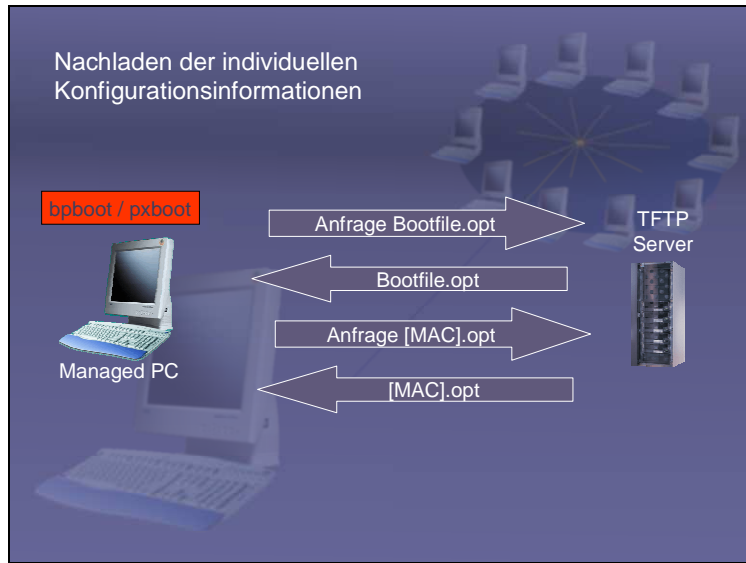 Nachladen der individuellen
Konfigurationsinformationen
bpboot / pxboot
Anfrage Bootfile.opt
TFTP
Server
Bootfile.opt
Anfrage [MAC].opt
Managed PC
[MAC].opt